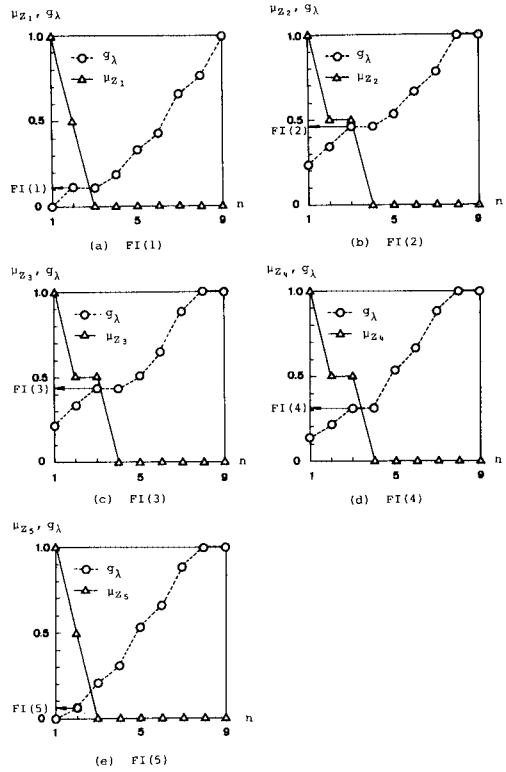 μZ1, gλ
1.0
gλ
μZ1
0.5
FI(1)
0
1
5
9
n
(a) FI(1)
μZ2, gλ
1.0
gλ
μZ2
0.5
FI(2)
0
1
5
9
n
(b) FI(2)
μZ3, gλ
1.0
gλ
μZ3
0.5
FI(3)
0
1
5
9
n
(c) FI(3)
μZ4, gλ
1.0
gλ
μZ4
0.5
FI(4)
0
1
5
9
n
(d) FI(4)
μZ5, gλ
1.0
gλ
μZ5
0.5
FI(5)
0
1
5
9
n
(e) FI(5)